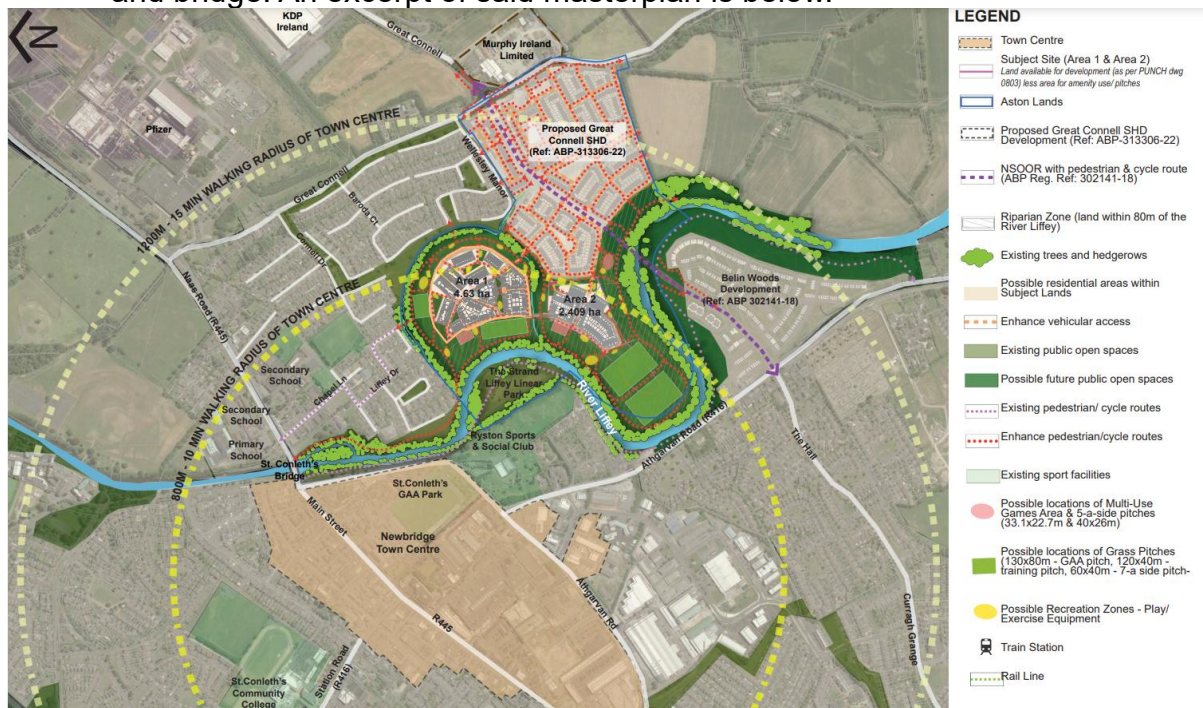 and bridge. An excerpt of said masterplan is below.
N
KDP
Ireland
Great Connell
Murphy Ireland
Limited
Pfizer
1200M - 15 MIN WALKING RADIUS OF TOWN CENTRE
Great Connell
Wellesley Manor
Proposed Great
Connell SHD
(Ref: ABP-313306-22)
Baroda Ct
Connell Dr
Naas Road (R445)
800M 10 MIN WALKING RADIUS OF TOWN CENTRE
Area 1
4.63 ha
Area 2
2.409 ha
Belin Woods
Development
(Ref: ABP 302141-18)
Secondary
School
Chapel Ln
Liffey Dr
Secondary
School
Primary
School
St. Conleth's
Bridge
The Strand
Liffey Linear
Park
River Liffey
Ryston Sports
& Social Club
Athgarvan Road (R416)
The Hall
St.Conleth's
GAA Park
Main Street
Newbridge
Town Centre
Athgarvan Rd
R445
Curragh Grange
Station Road
(R416)
St.Conleth's
Community
College
LEGEND
Town Centre
Subject Site (Area 1 & Area 2)
Land available for development (as per PUNCH dwg
0803) less area for amenity use/ pitches
Aston Lands
Proposed Great Connell SHD
Development (Ref: ABP-313306-22)
NSOOR with pedestrian & cycle route
(ABP Reg. Ref: 302141-18)
Riparian Zone (land within 80m of the
River Liffey)
Existing trees and hedgerows
Possible residential areas within
Subject Lands
Enhance vehicular access
Existing public open spaces
Possible future public open spaces
Existing pedestrian/ cycle routes
Enhance pedestrian/cycle routes
Existing sport facilities
Possible locations of Multi-Use
Games Area & 5-a-side pitches
(33.1x22.7m & 40x26m)
Possible locations of Grass Pitches
(130x80m - GAA pitch, 120x40m -
training pitch, 60x40m - 7-a side pitch-
Possible Recreation Zones - Play/
Exercise Equipment
Train Station
Rail Line